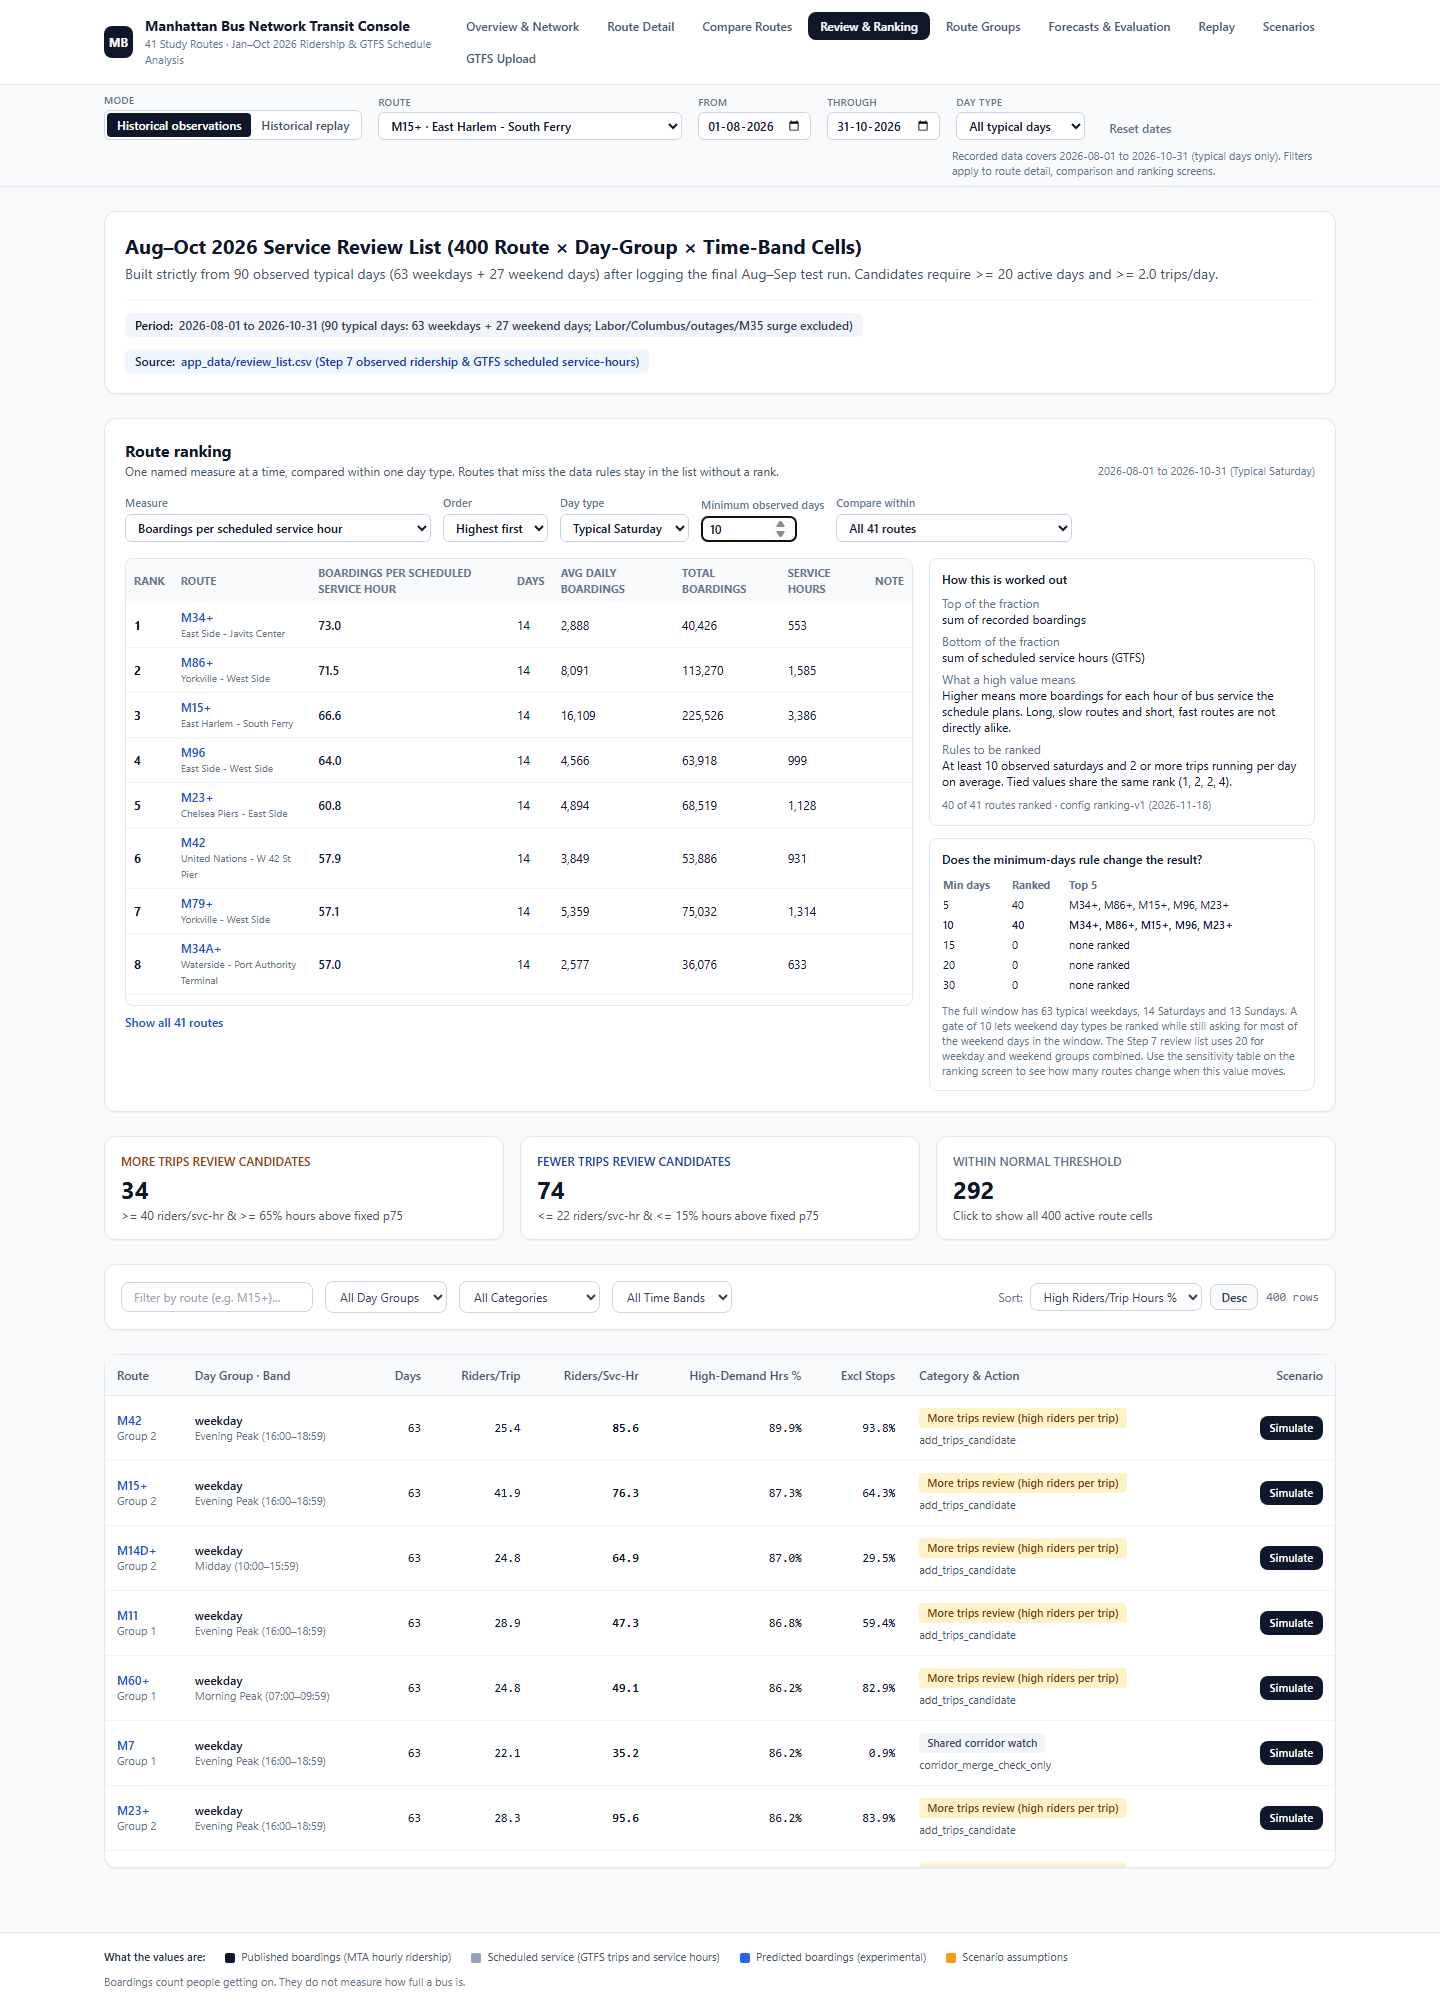 MB
Manhattan Bus Network Transit Console
41 Study Routes · Jan–Oct 2026 Ridership & GTFS Schedule
Analysis
Overview & Network Route Detail Compare Routes Review & Ranking Route Groups Forecasts & Evaluation Replay Scenarios
GTFS Upload
MODE ROUTE FROM THROUGH DAY TYPE
Historical observations Historical replay M15+ · East Harlem - South Ferry 01-08-2026 31-10-2026 All typical days Reset dates
Recorded data covers 2026-08-01 to 2026-10-31 (typical days only). Filters
apply to route detail, comparison and ranking screens.
Aug–Oct 2026 Service Review List (400 Route × Day-Group × Time-Band Cells)
Built strictly from 90 observed typical days (63 weekdays + 27 weekend days) after logging the final Aug–Sep test run. Candidates require >= 20 active days and >= 2.0 trips/day.
Period: 2026-08-01 to 2026-10-31 (90 typical days: 63 weekdays + 27 weekend days; Labor/Columbus/outages/M35 surge excluded)
Source: app_data/review_list.csv (Step 7 observed ridership & GTFS scheduled service-hours)
Route ranking
One named measure at a time, compared within one day type. Routes that miss the data rules stay in the list without a rank.
2026-08-01 to 2026-10-31 (Typical Saturday)
Measure Order Day type Minimum observed days Compare within
Boardings per scheduled service hour Highest first Typical Saturday 10 All 41 routes
RANK ROUTE BOARDINGS PER SCHEDULED SERVICE HOUR DAYS AVG DAILY BOARDINGS TOTAL BOARDINGS SERVICE HOURS NOTE
1 M34+ 73.0 14 2,888 40,426 553
East Side - Javits Center
2 M86+ 71.5 14 8,091 113,270 1,585
Yorkville - West Side
3 M15+ 66.6 14 16,109 225,526 3,386
East Harlem - South Ferry
4 M96 64.0 14 4,566 63,918 999
East Side - West Side
5 M23+ 60.8 14 4,894 68,519 1,128
Chelsea Piers - East Side
6 M42 57.9 14 3,849 53,886 931
United Nations - W 42 St
Pier
7 M79+ 57.1 14 5,359 75,032 1,314
Yorkville - West Side
8 M34A+ 57.0 14 2,577 36,076 633
Waterside - Port Authority
Terminal
Show all 41 routes
How this is worked out
Top of the fraction
sum of recorded boardings
Bottom of the fraction
sum of scheduled service hours (GTFS)
What a high value means
Higher means more boardings for each hour of bus service the
schedule plans. Long, slow routes and short, fast routes are not
directly alike.
Rules to be ranked
At least 10 observed saturdays and 2 or more trips running per day
on average. Tied values share the same rank (1, 2, 2, 4).
40 of 41 routes ranked · config ranking-v1 (2026-11-18)
Does the minimum-days rule change the result?
Min days Ranked Top 5
5 40 M34+, M86+, M15+, M96, M23+
10 40 M34+, M86+, M15+, M96, M23+
15 0 none ranked
20 0 none ranked
30 0 none ranked
The full window has 63 typical weekdays, 14 Saturdays and 13 Sundays. A
gate of 10 lets weekend day types be ranked while still asking for most of
the weekend days in the window. The Step 7 review list uses 20 for
weekday and weekend groups combined. Use the sensitivity table on the
ranking screen to see how many routes change when this value moves.
MORE TRIPS REVIEW CANDIDATES
34
>= 40 riders/svc-hr & >= 65% hours above fixed p75
FEWER TRIPS REVIEW CANDIDATES
74
<= 22 riders/svc-hr & <= 15% hours above fixed p75
WITHIN NORMAL THRESHOLD
292
Click to show all 400 active route cells
Filter by route (e.g. M15+)... All Day Groups All Categories All Time Bands Sort: High Riders/Trip Hours % Desc 400 rows
Route Day Group · Band Days Riders/Trip Riders/Svc-Hr High-Demand Hrs % Excl Stops Category & Action Scenario
M42 weekday 63 25.4 85.6 89.9% 93.8% More trips review (high riders per trip) Simulate
Group 2 Evening Peak (16:00–18:59) add_trips_candidate
M15+ weekday 63 41.9 76.3 87.3% 64.3% More trips review (high riders per trip) Simulate
Group 2 Evening Peak (16:00–18:59) add_trips_candidate
M14D+ weekday 63 24.8 64.9 87.0% 29.5% More trips review (high riders per trip) Simulate
Group 2 Midday (10:00–15:59) add_trips_candidate
M11 weekday 63 28.9 47.3 86.8% 59.4% More trips review (high riders per trip) Simulate
Group 1 Evening Peak (16:00–18:59) add_trips_candidate
M60+ weekday 63 24.8 49.1 86.2% 82.9% More trips review (high riders per trip) Simulate
Group 1 Morning Peak (07:00–09:59) add_trips_candidate
M7 weekday 63 22.1 35.2 86.2% 0.9% Shared corridor watch Simulate
Group 1 Evening Peak (16:00–18:59) corridor_merge_check_only
M23+ weekday 63 28.3 95.6 86.2% 83.9% More trips review (high riders per trip) Simulate
Group 2 Evening Peak (16:00–18:59) add_trips_candidate
What the values are: Published boardings (MTA hourly ridership) Scheduled service (GTFS trips and service hours) Predicted boardings (experimental) Scenario assumptions
Boardings count people getting on. They do not measure how full a bus is.